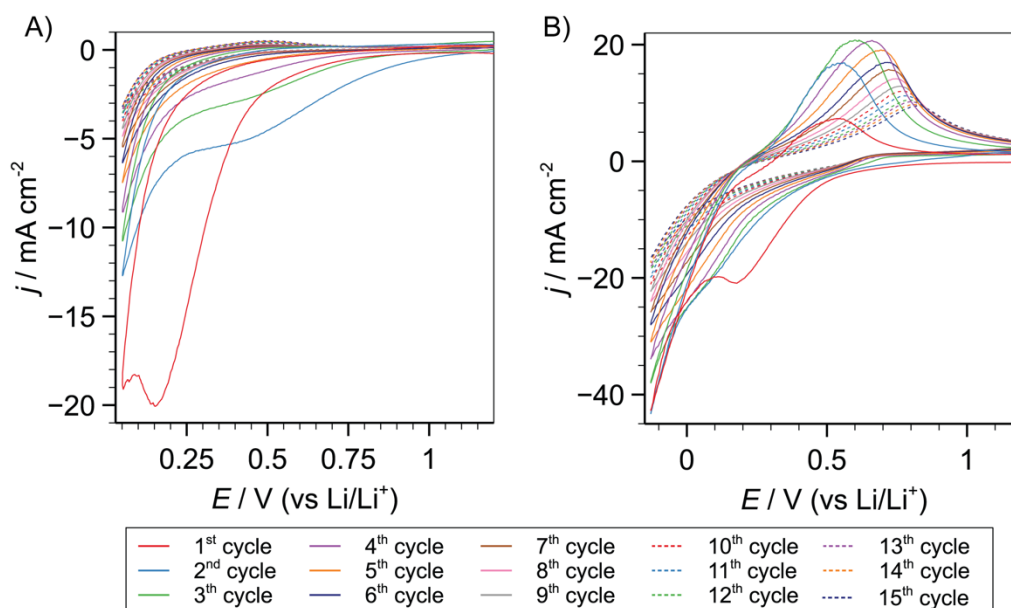 A)
0
−5
−10
−15
−20
j / mA cm⁻²
0.25
0.5
0.75
1
E / V (vs Li/Li⁺)
B)
20
0
−20
−40
j / mA cm⁻²
0
0.5
1
E / V (vs Li/Li⁺)
1ˢᵗ cycle 4ᵗʰ cycle 7ᵗʰ cycle 10ᵗʰ cycle 13ᵗʰ cycle
2ⁿᵈ cycle 5ᵗʰ cycle 8ᵗʰ cycle 11ᵗʰ cycle 14ᵗʰ cycle
3ᵗʰ cycle 6ᵗʰ cycle 9ᵗʰ cycle 12ᵗʰ cycle 15ᵗʰ cycle